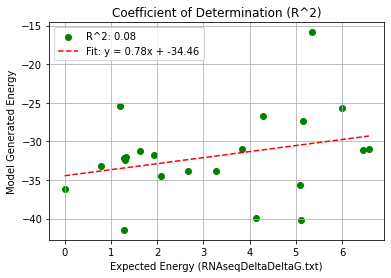 Coefficient of Determination (R^2)
R^2: 0.08
Fit: y = 0.78x + -34.46
Model Generated Energy
−15
−20
−25
−30
−35
−40
0
1
2
3
4
5
6
Expected Energy (RNAseqDeltaDeltaG.txt)